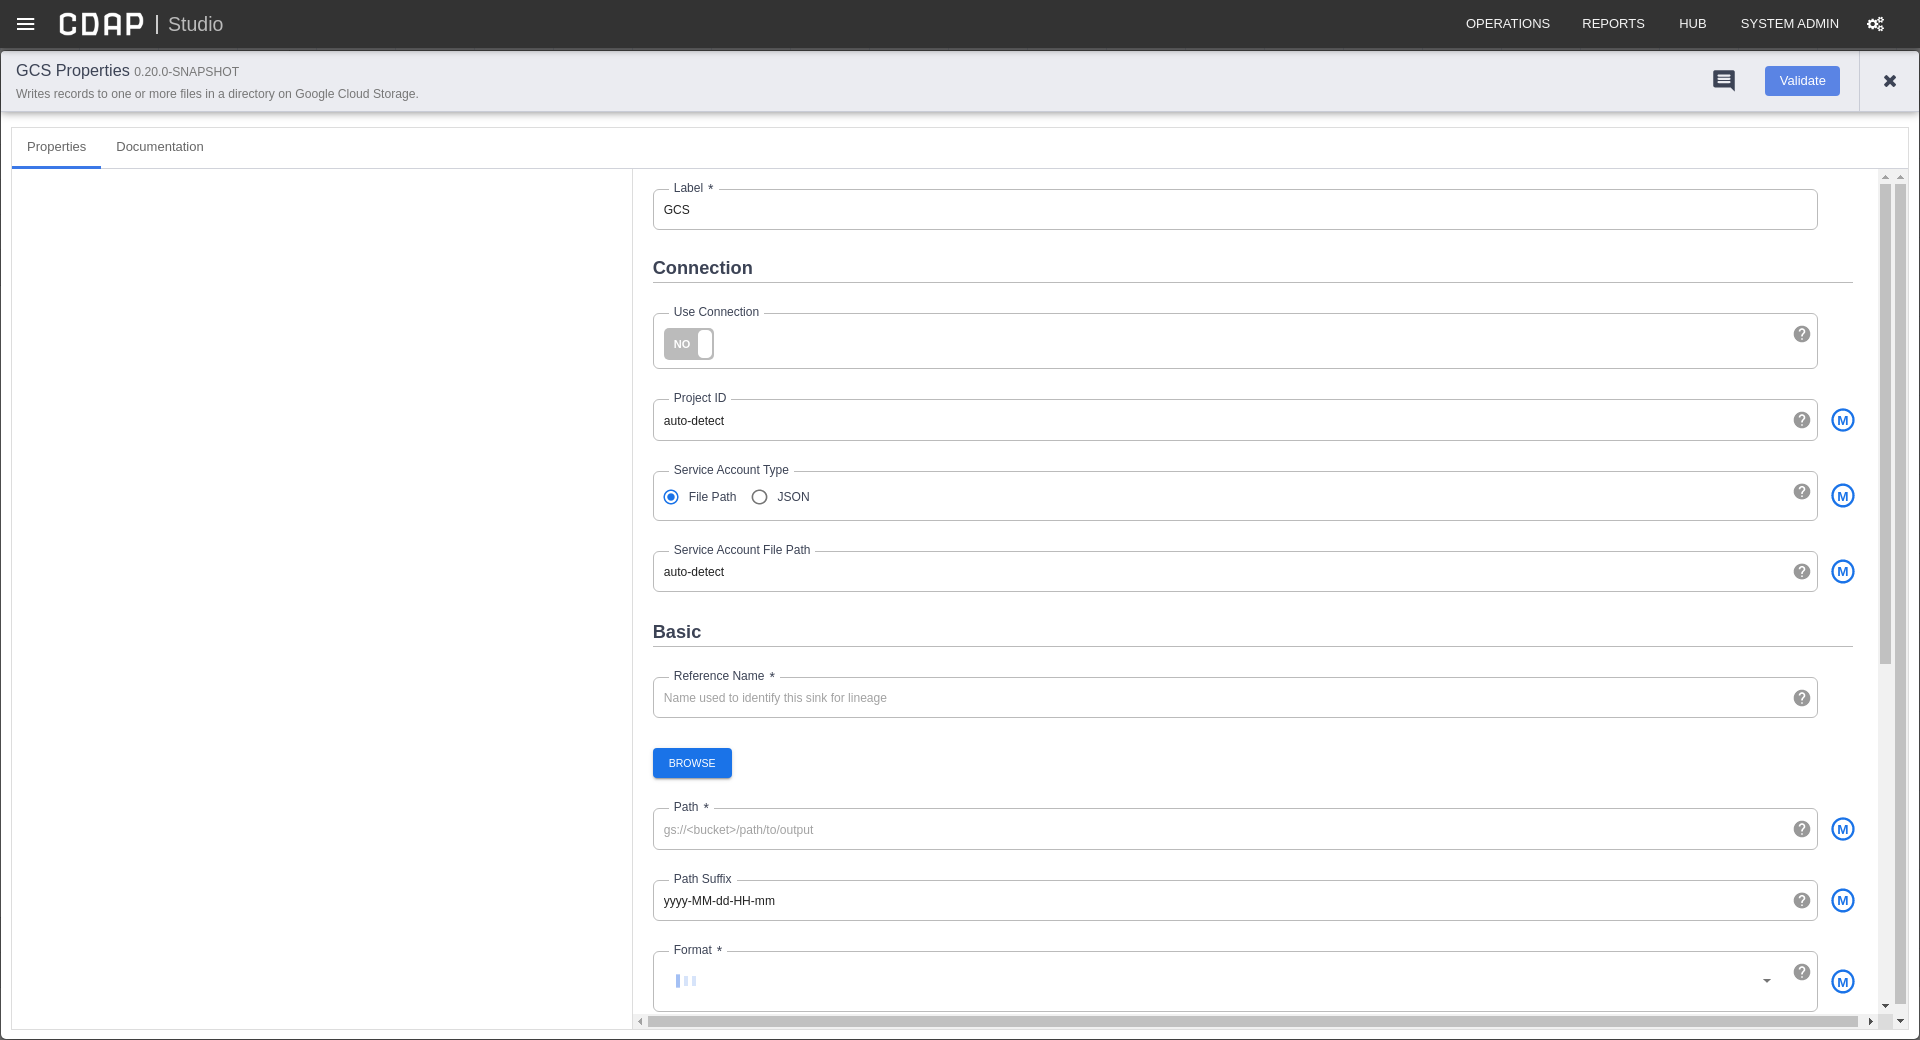 CDAP | Studio
OPERATIONS REPORTS HUB SYSTEM ADMIN
GCS Properties 0.20.0-SNAPSHOT
Writes records to one or more files in a directory on Google Cloud Storage.
Validate
Properties Documentation
Label *
GCS
Connection
Use Connection
NO
Project ID
auto-detect
M
Service Account Type
File Path JSON
M
Service Account File Path
auto-detect
M
Basic
Reference Name *
Name used to identify this sink for lineage
BROWSE
Path *
gs://<bucket>/path/to/output
M
Path Suffix
yyyy-MM-dd-HH-mm
M
Format *
M